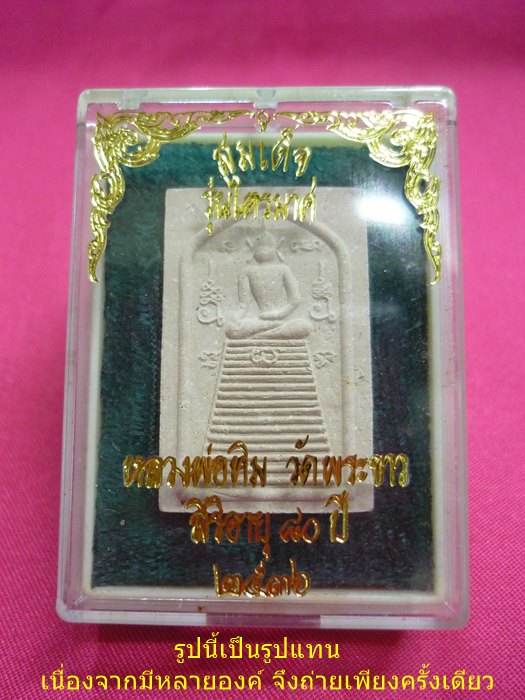 สมเด็จ
รุ่นไตรมาศ
หลวงพ่อทิม วัดพระขาว
สิริอายุ ๘๐ ปี
๒๕๓๖
รูปนี้เป็นรูปแทน
เนื่องจากมีหลายองค์ จึงถ่ายเพียงครั้งเดียว